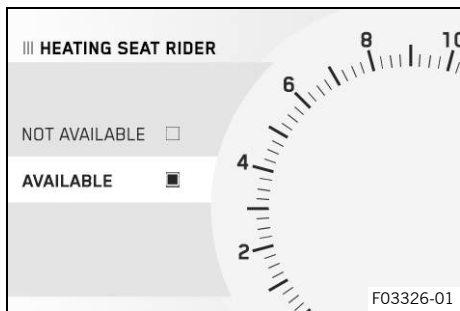 HEATING SEAT RIDER
NOT AVAILABLE
AVAILABLE
2
4
6
8
10
F03326-01